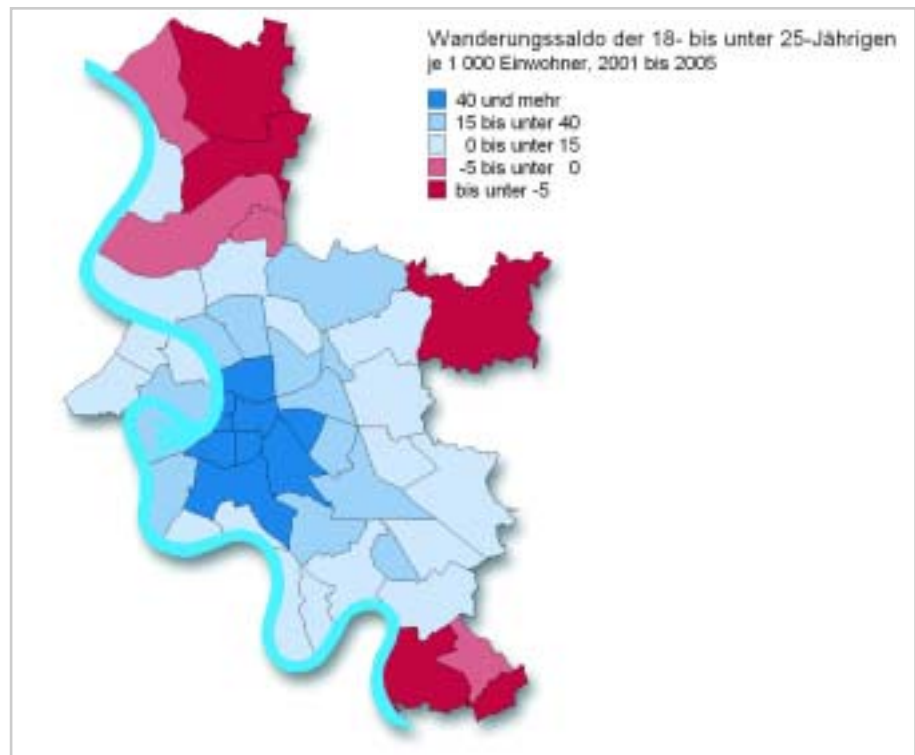 Wanderungssaldo der 18- bis unter 25-Jährigen
je 1 000 Einwohner, 2001 bis 2005
40 und mehr
15 bis unter 40
0 bis unter 15
-5 bis unter 0
bis unter -5